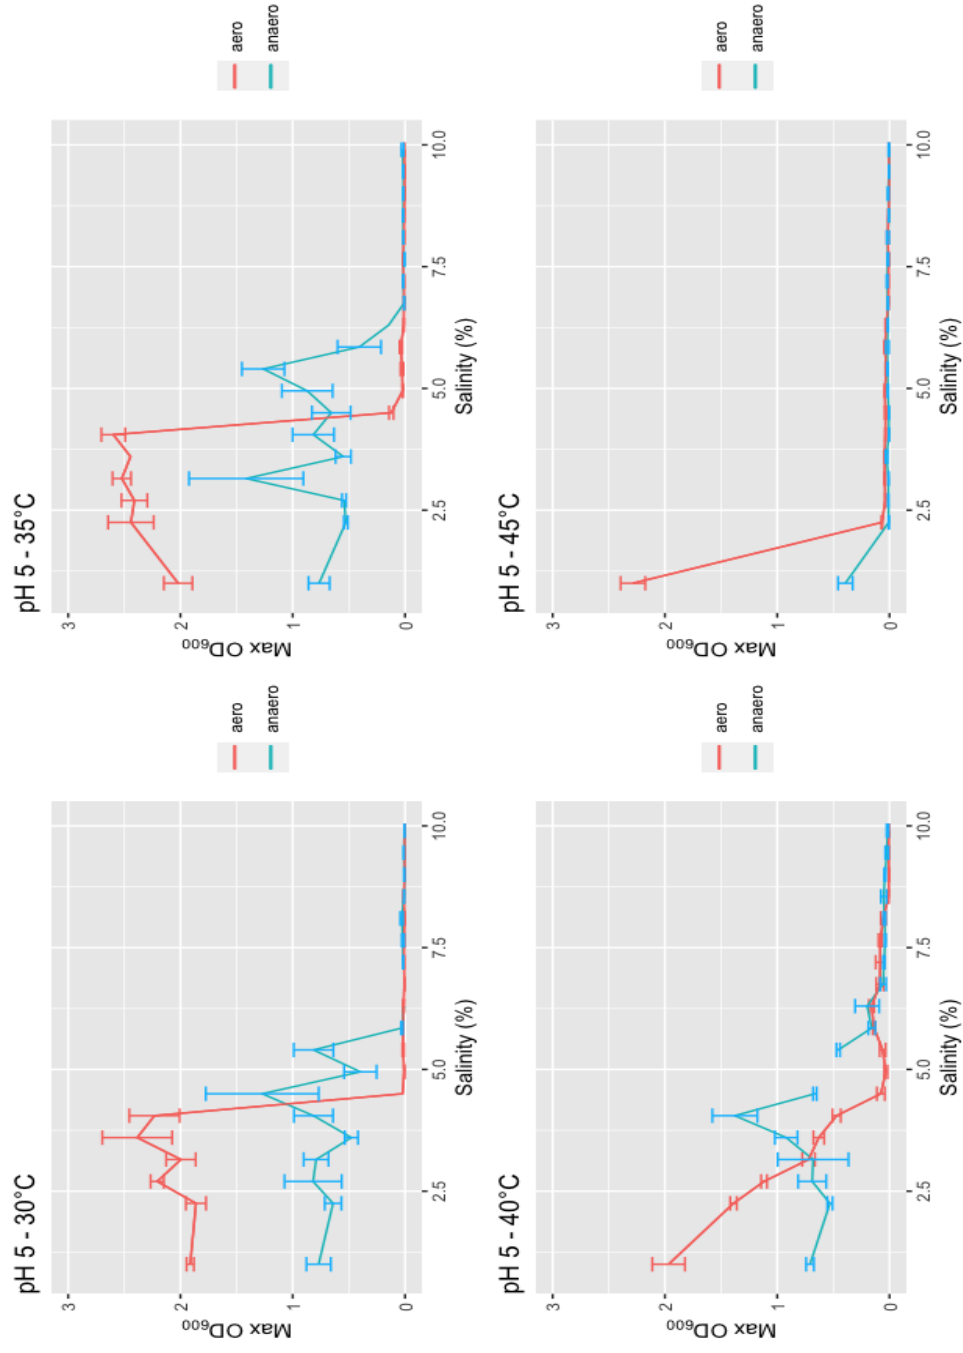 pH 5 - 30°C
Max OD600
3
2
1
0
2.5
5.0
7.5
10.0
Salinity (%)
aero
anaero
pH 5 - 35°C
Max OD600
3
2
1
0
2.5
5.0
7.5
10.0
Salinity (%)
aero
anaero
pH 5 - 40°C
Max OD600
3
2
1
0
2.5
5.0
7.5
10.0
Salinity (%)
aero
anaero
pH 5 - 45°C
Max OD600
3
2
1
0
2.5
5.0
7.5
10.0
Salinity (%)
aero
anaero